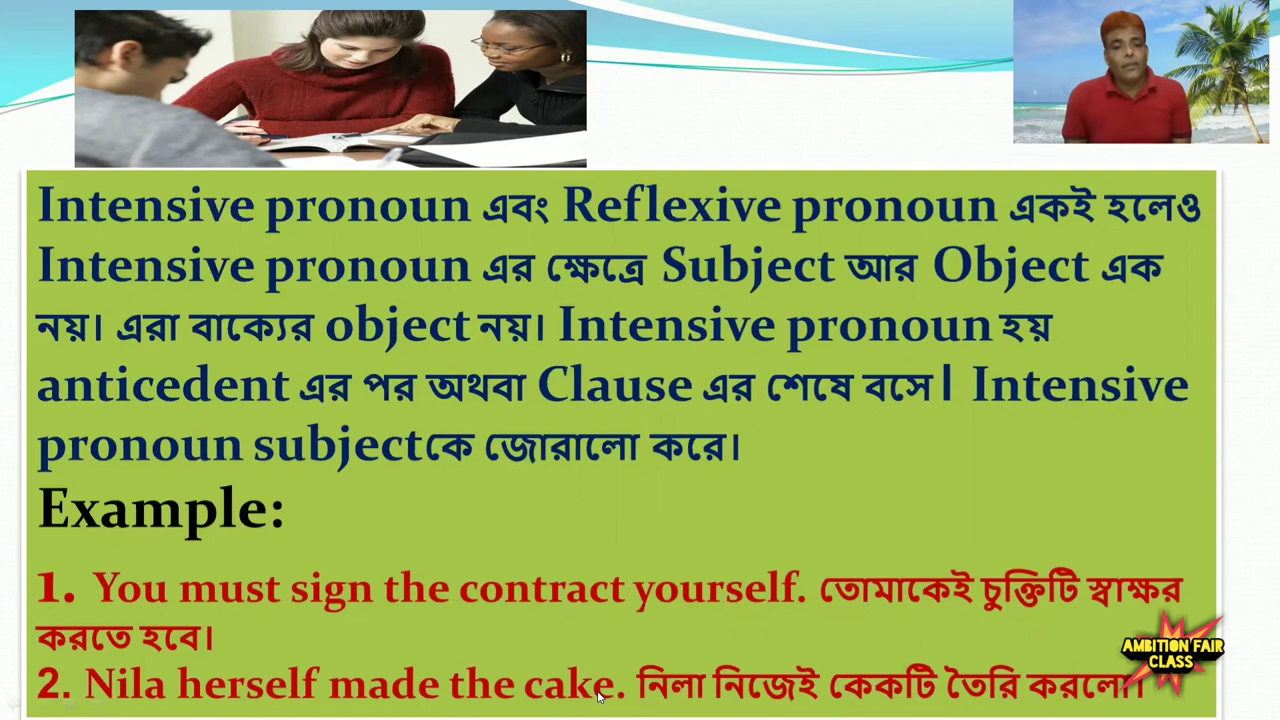 Intensive pronoun এবং Reflexive pronoun একই হলেও
Intensive pronoun এর ক্ষেত্রে Subject আর Object এক
নয়। এরা বাক্যের object নয়। Intensive pronoun হয়
anticedent এর পর অথবা Clause এর শেষে বসে। Intensive
pronoun subjectকে জোরালো করে।
Example:
1. You must sign the contract yourself. তোমাকেই চুক্তিটি স্বাক্ষর
করতে হবে।
2. Nila herself made the cake. নিলা নিজেই কেকটি তৈরি করলো।
AMBITION FAIR
CLASS